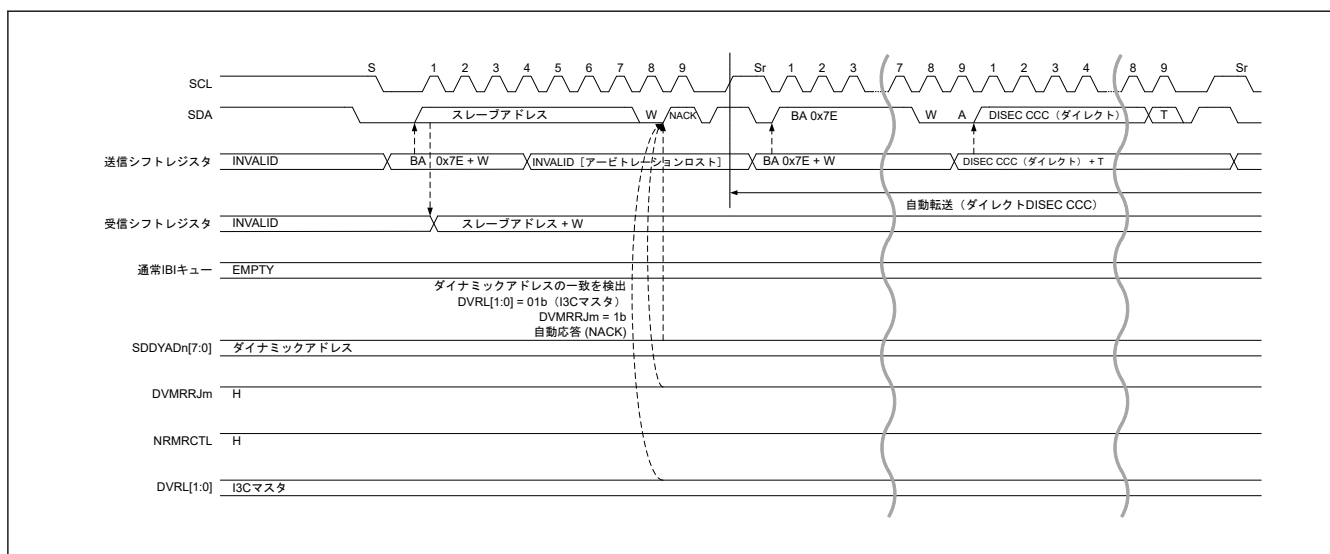 S 1 2 3 4 5 6 7 8 9 Sr 1 2 3 7 8 9 1 2 3 4 8 9 Sr
SCL
SDA スレーブアドレス W NACK BA 0x7E W A DISEC CCC（ダイレクト） T
送信シフトレジスタ INVALID BA 0x7E + W INVALID［アービトレーションロスト］ BA 0x7E + W DISEC CCC（ダイレクト） + T
自動転送（ダイレクトDISEC CCC）
受信シフトレジスタ INVALID スレーブアドレス + W
通常IBIキュー EMPTY
ダイナミックアドレスの一致を検出
DVRL[1:0] = 01b（I3Cマスタ）
DVMRRJm = 1b
自動応答 (NACK)
SDDYADn[7:0] ダイナミックアドレス
DVMRRJm H
NRMRCTL H
DVRL[1:0] I3Cマスタ